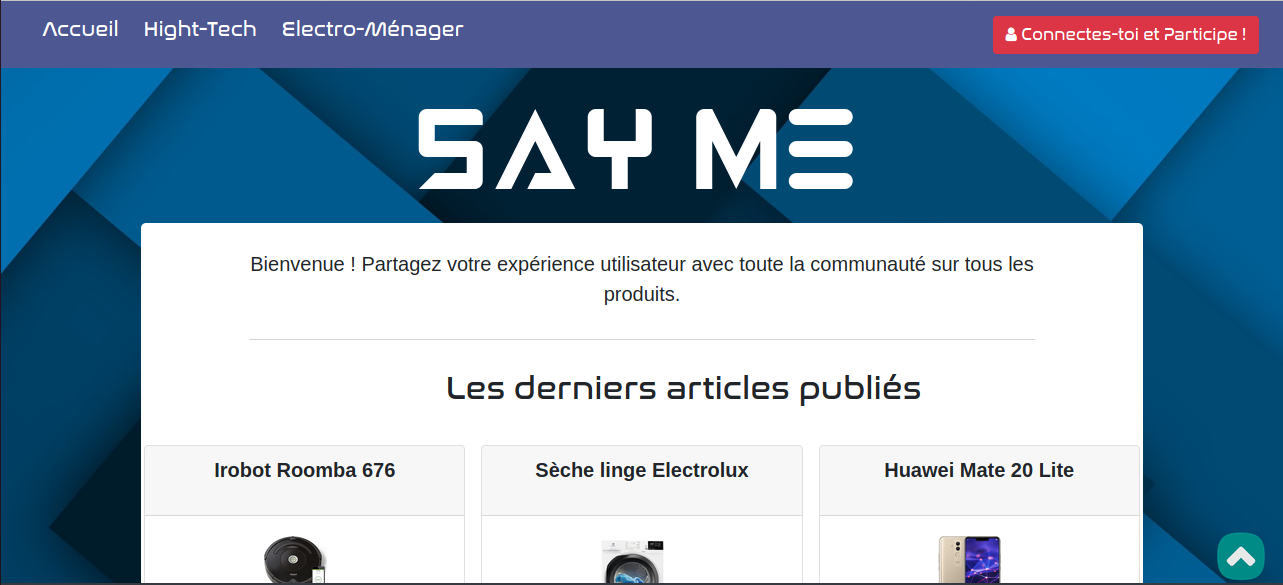 Accueil Hight-Tech Electro-Ménager Connectes-toi et Participe !
SAY ME
Bienvenue ! Partagez votre expérience utilisateur avec toute la communauté sur tous les
produits.
Les derniers articles publiés
Irobot Roomba 676
Sèche linge Electrolux
Huawei Mate 20 Lite